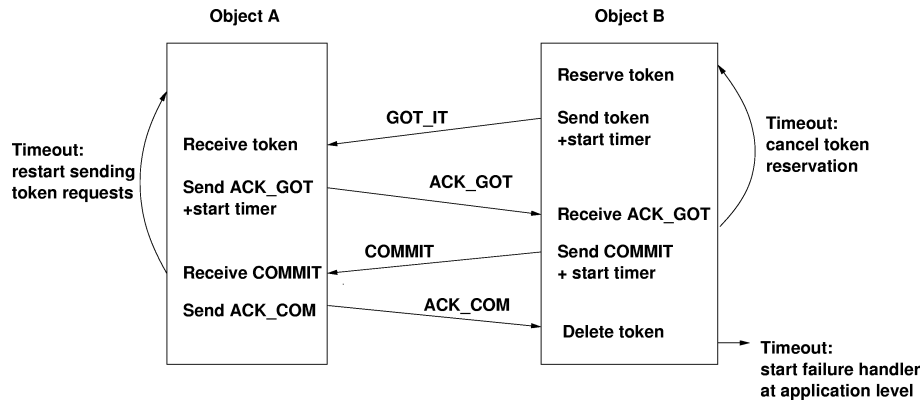 Object A
Object B
Reserve token
Send token
+start timer
GOT_IT
Timeout:
cancel token
reservation
Timeout:
restart sending
token requests
Receive token
Send ACK_GOT
+start timer
ACK_GOT
Receive ACK_GOT
Send COMMIT
+ start timer
COMMIT
Receive COMMIT
Send ACK_COM
ACK_COM
Delete token
Timeout:
start failure handler
at application level